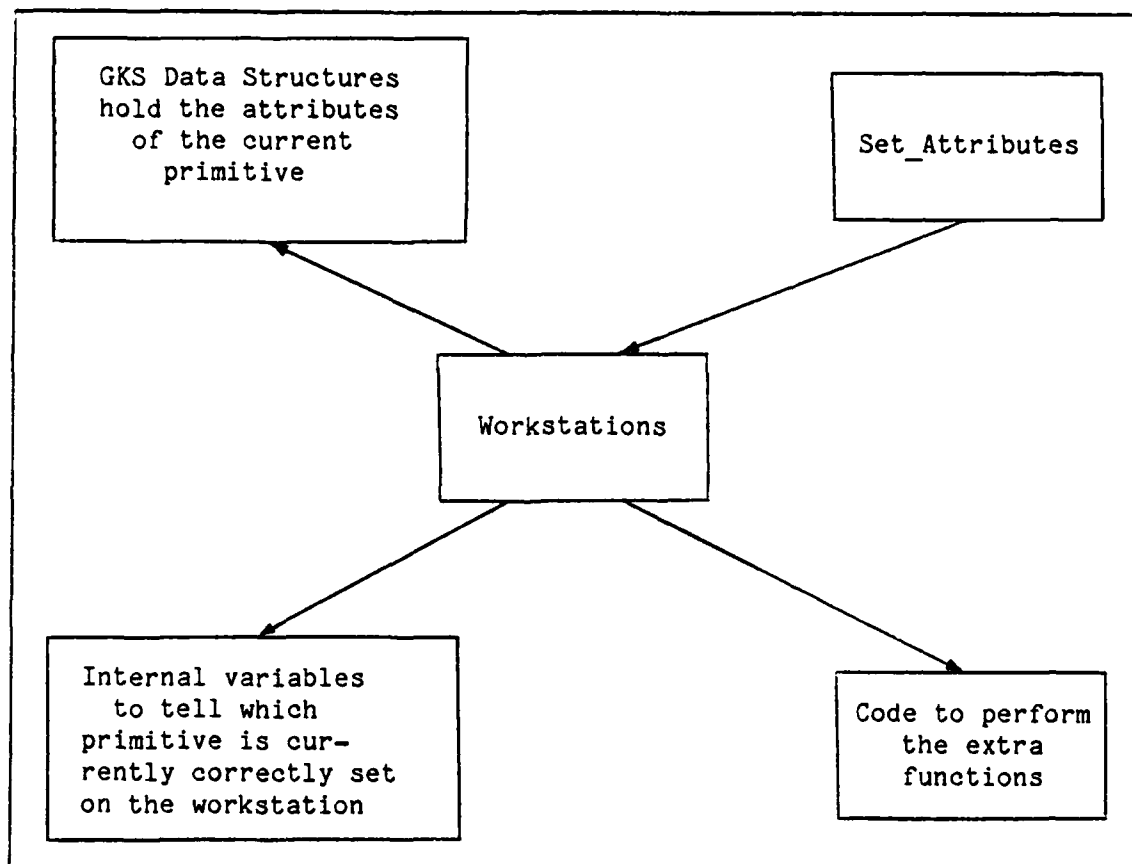 GKS Data Structures
hold the attributes
of the current
primitive
Set_Attributes
Workstations
Internal variables
to tell which
primitive is cur-
rently correctly set
on the workstation
Code to perform
the extra
functions